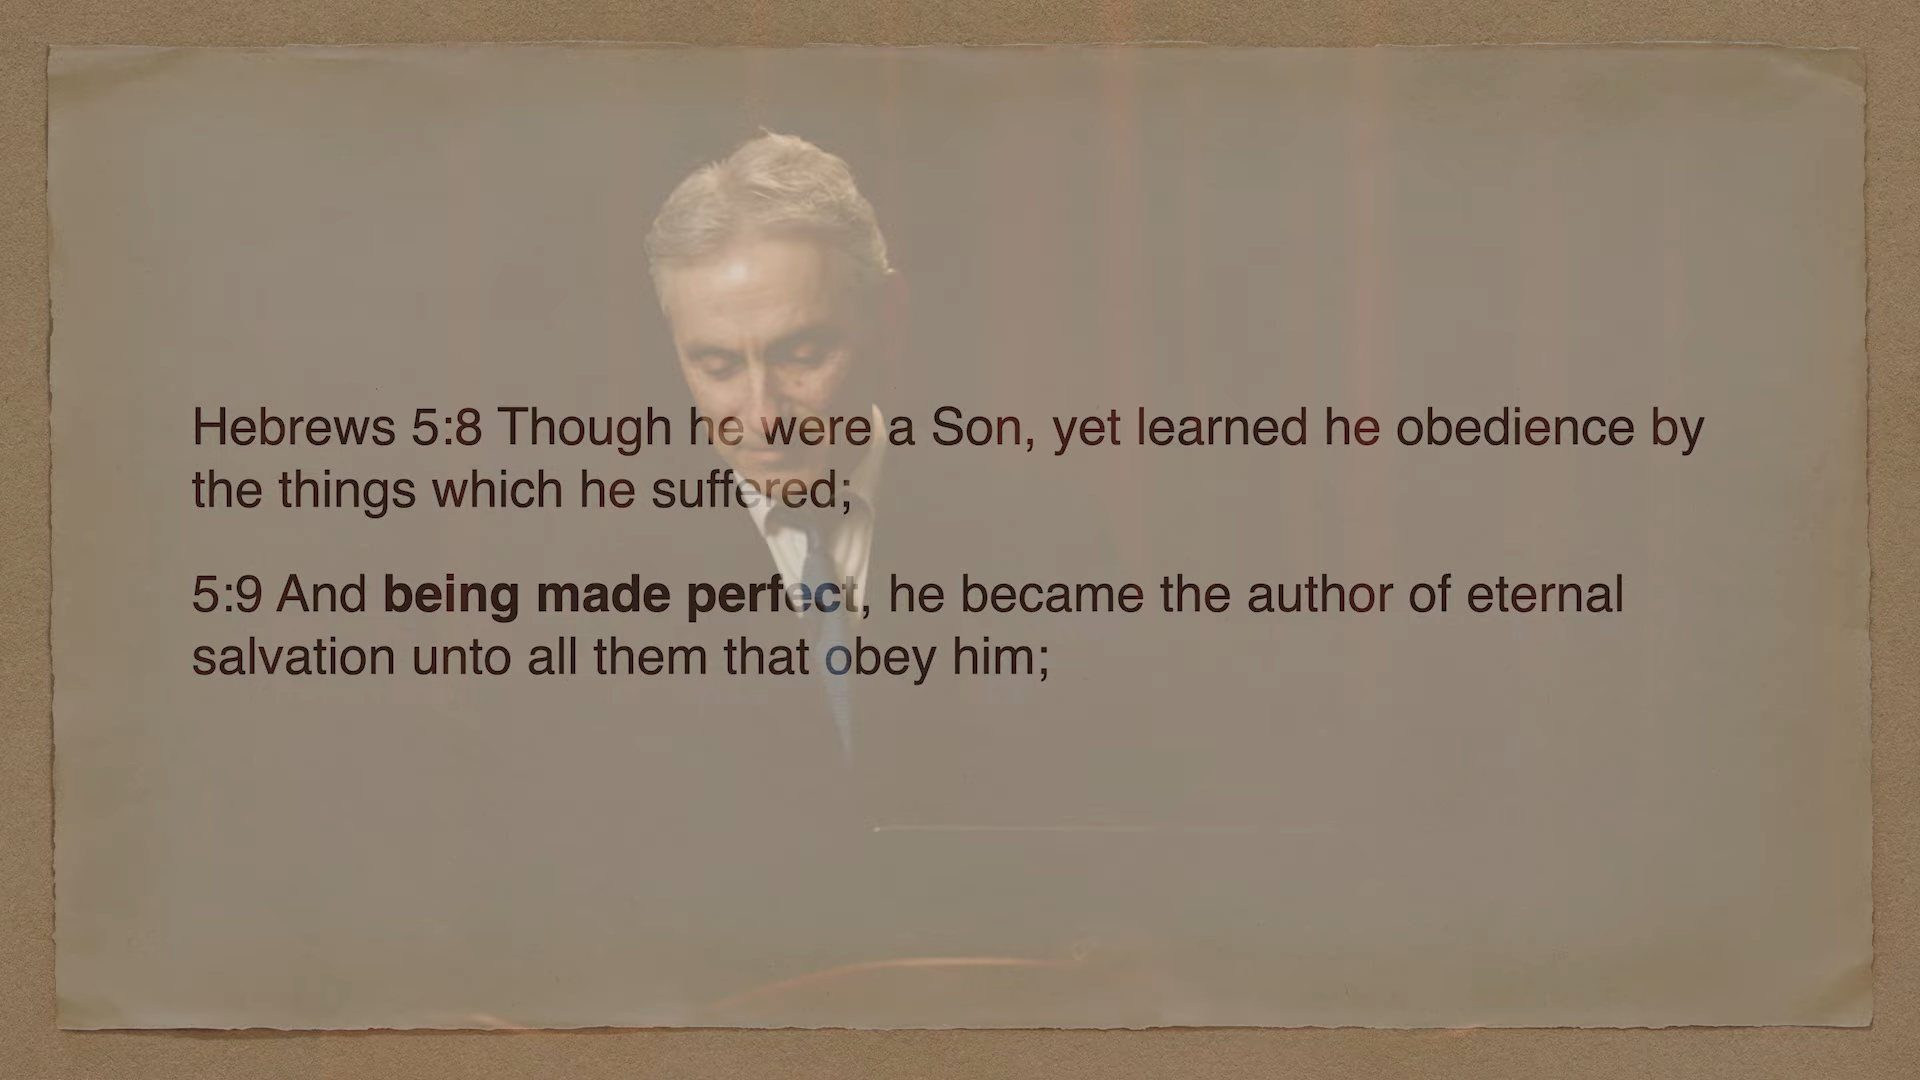 Hebrews 5:8 Though he were a Son, yet learned he obedience by
the things which he suffered;
5:9 And being made perfect, he became the author of eternal
salvation unto all them that obey him;